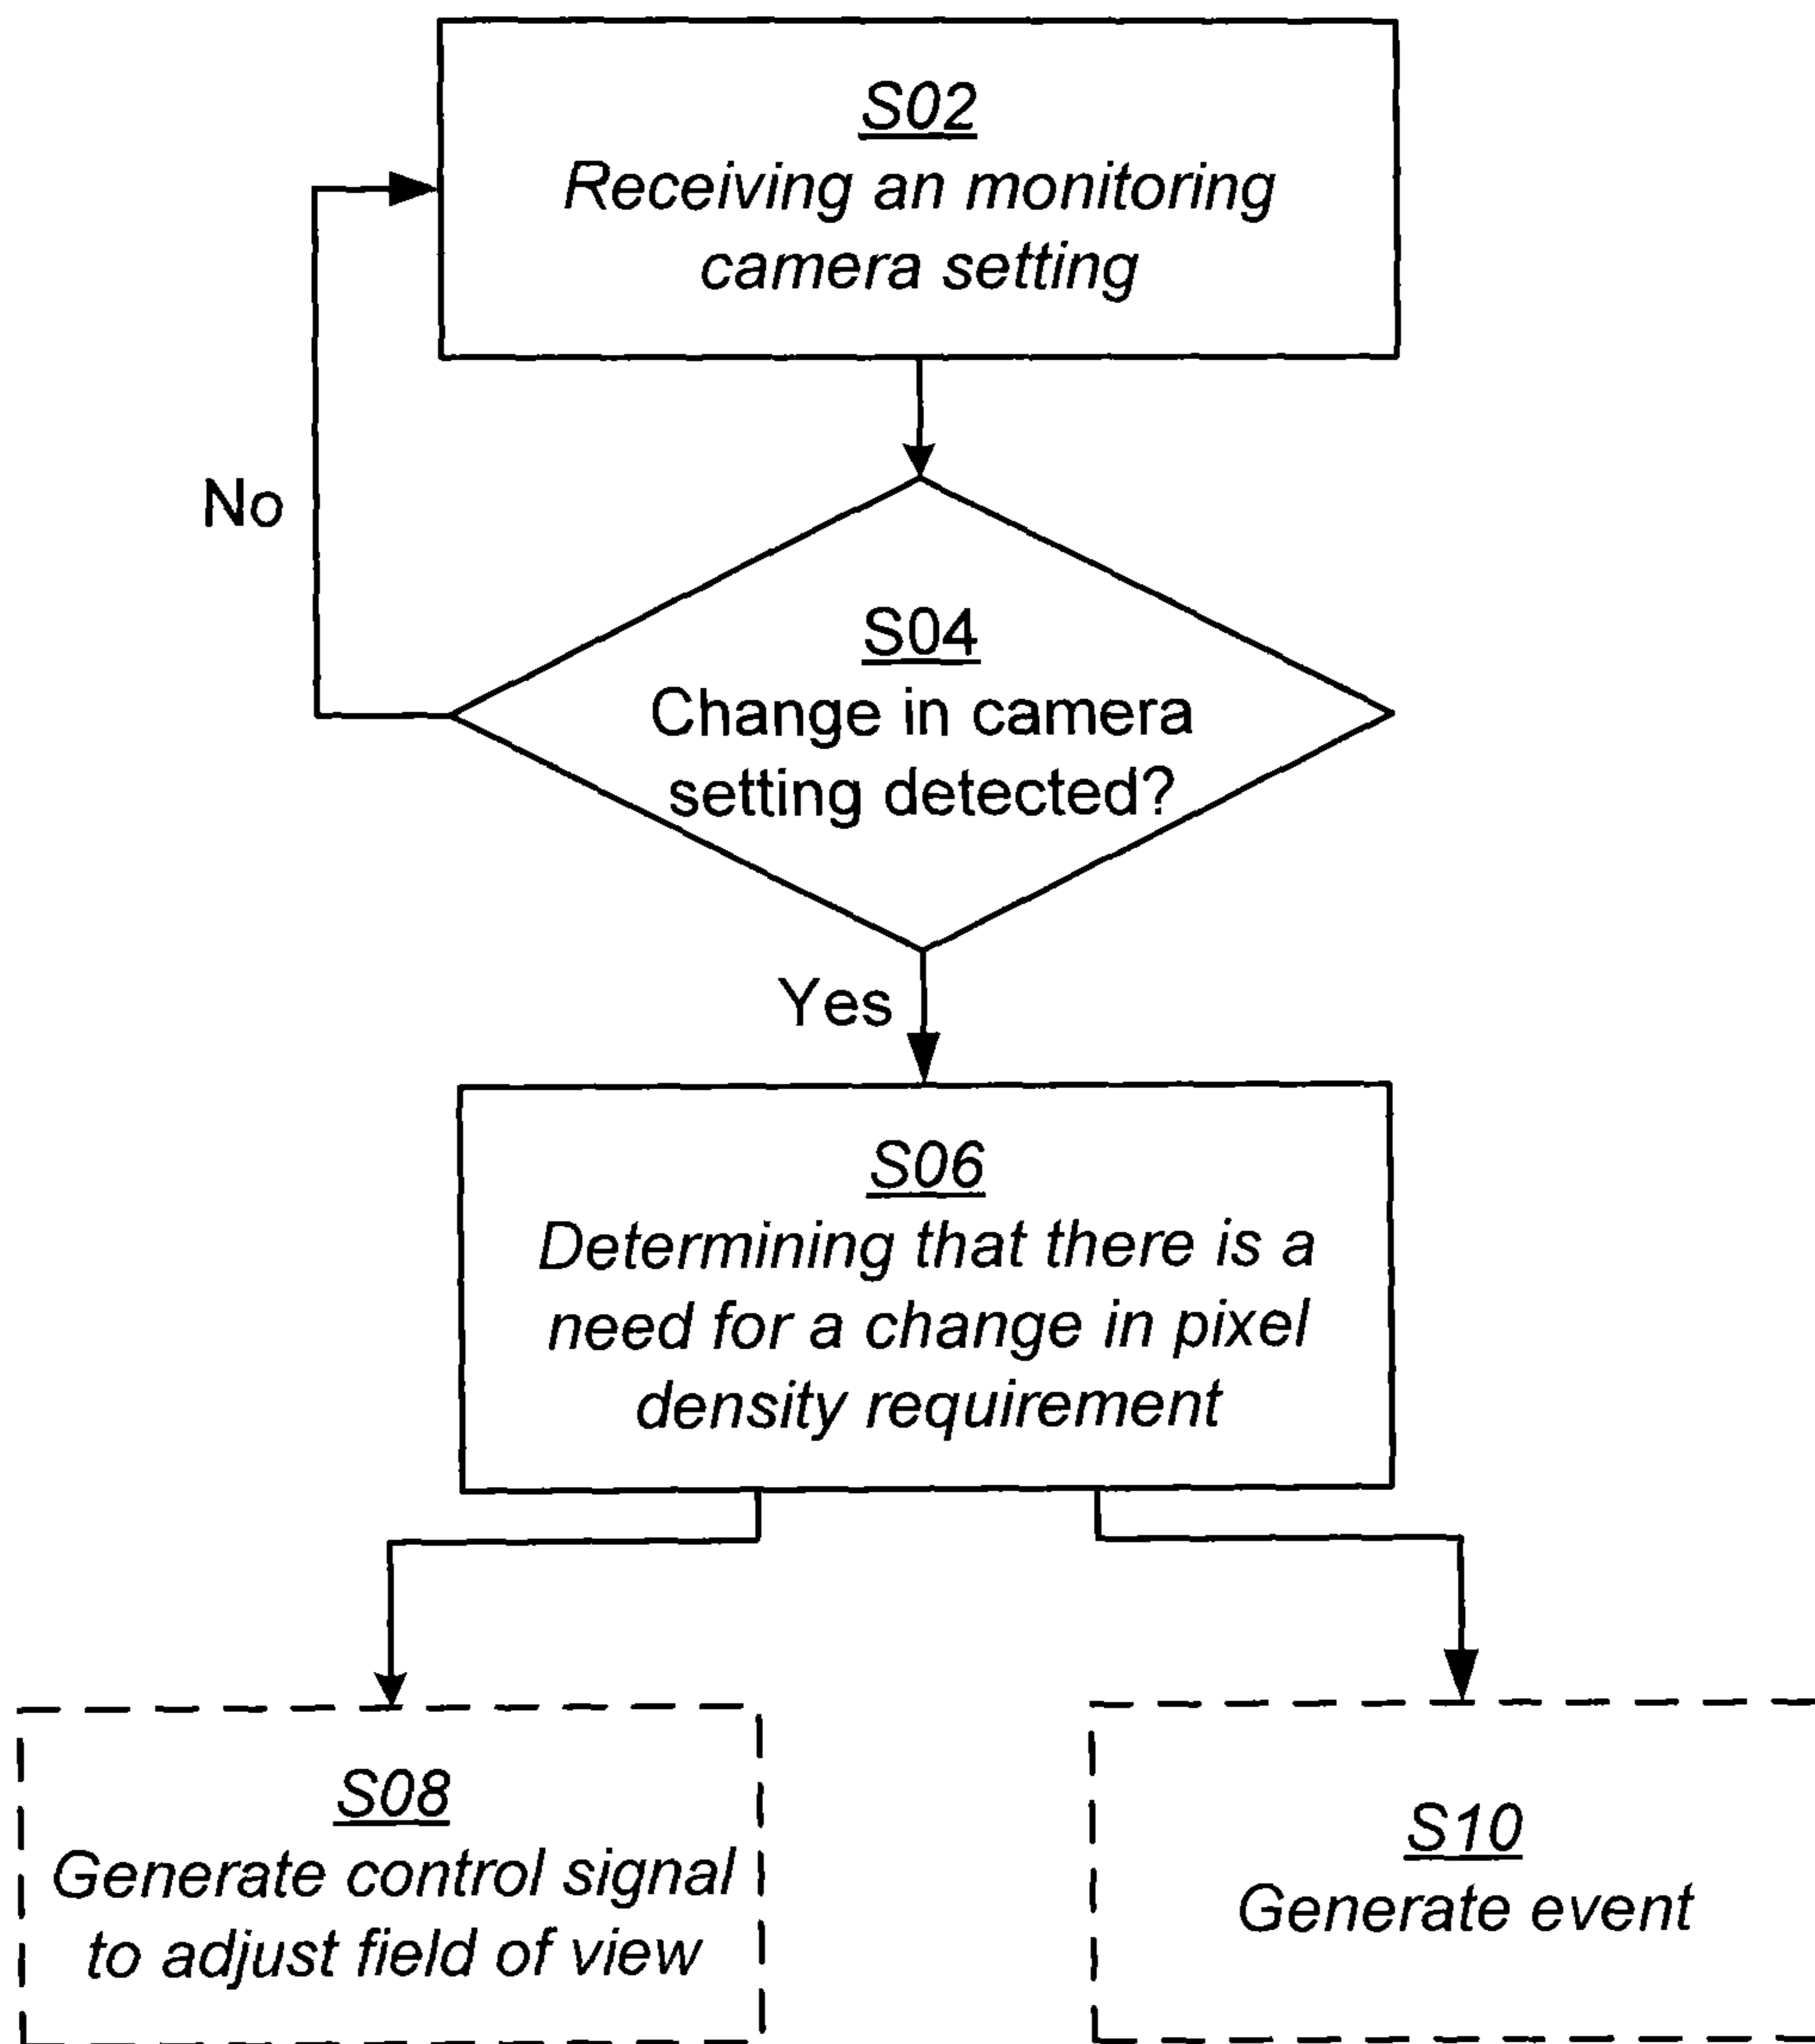 S02
Receiving an monitoring
camera setting
No
S04
Change in camera
setting detected?
Yes
S06
Determining that there is a
need for a change in pixel
density requirement
S08
Generate control signal
to adjust field of view
S10
Generate event